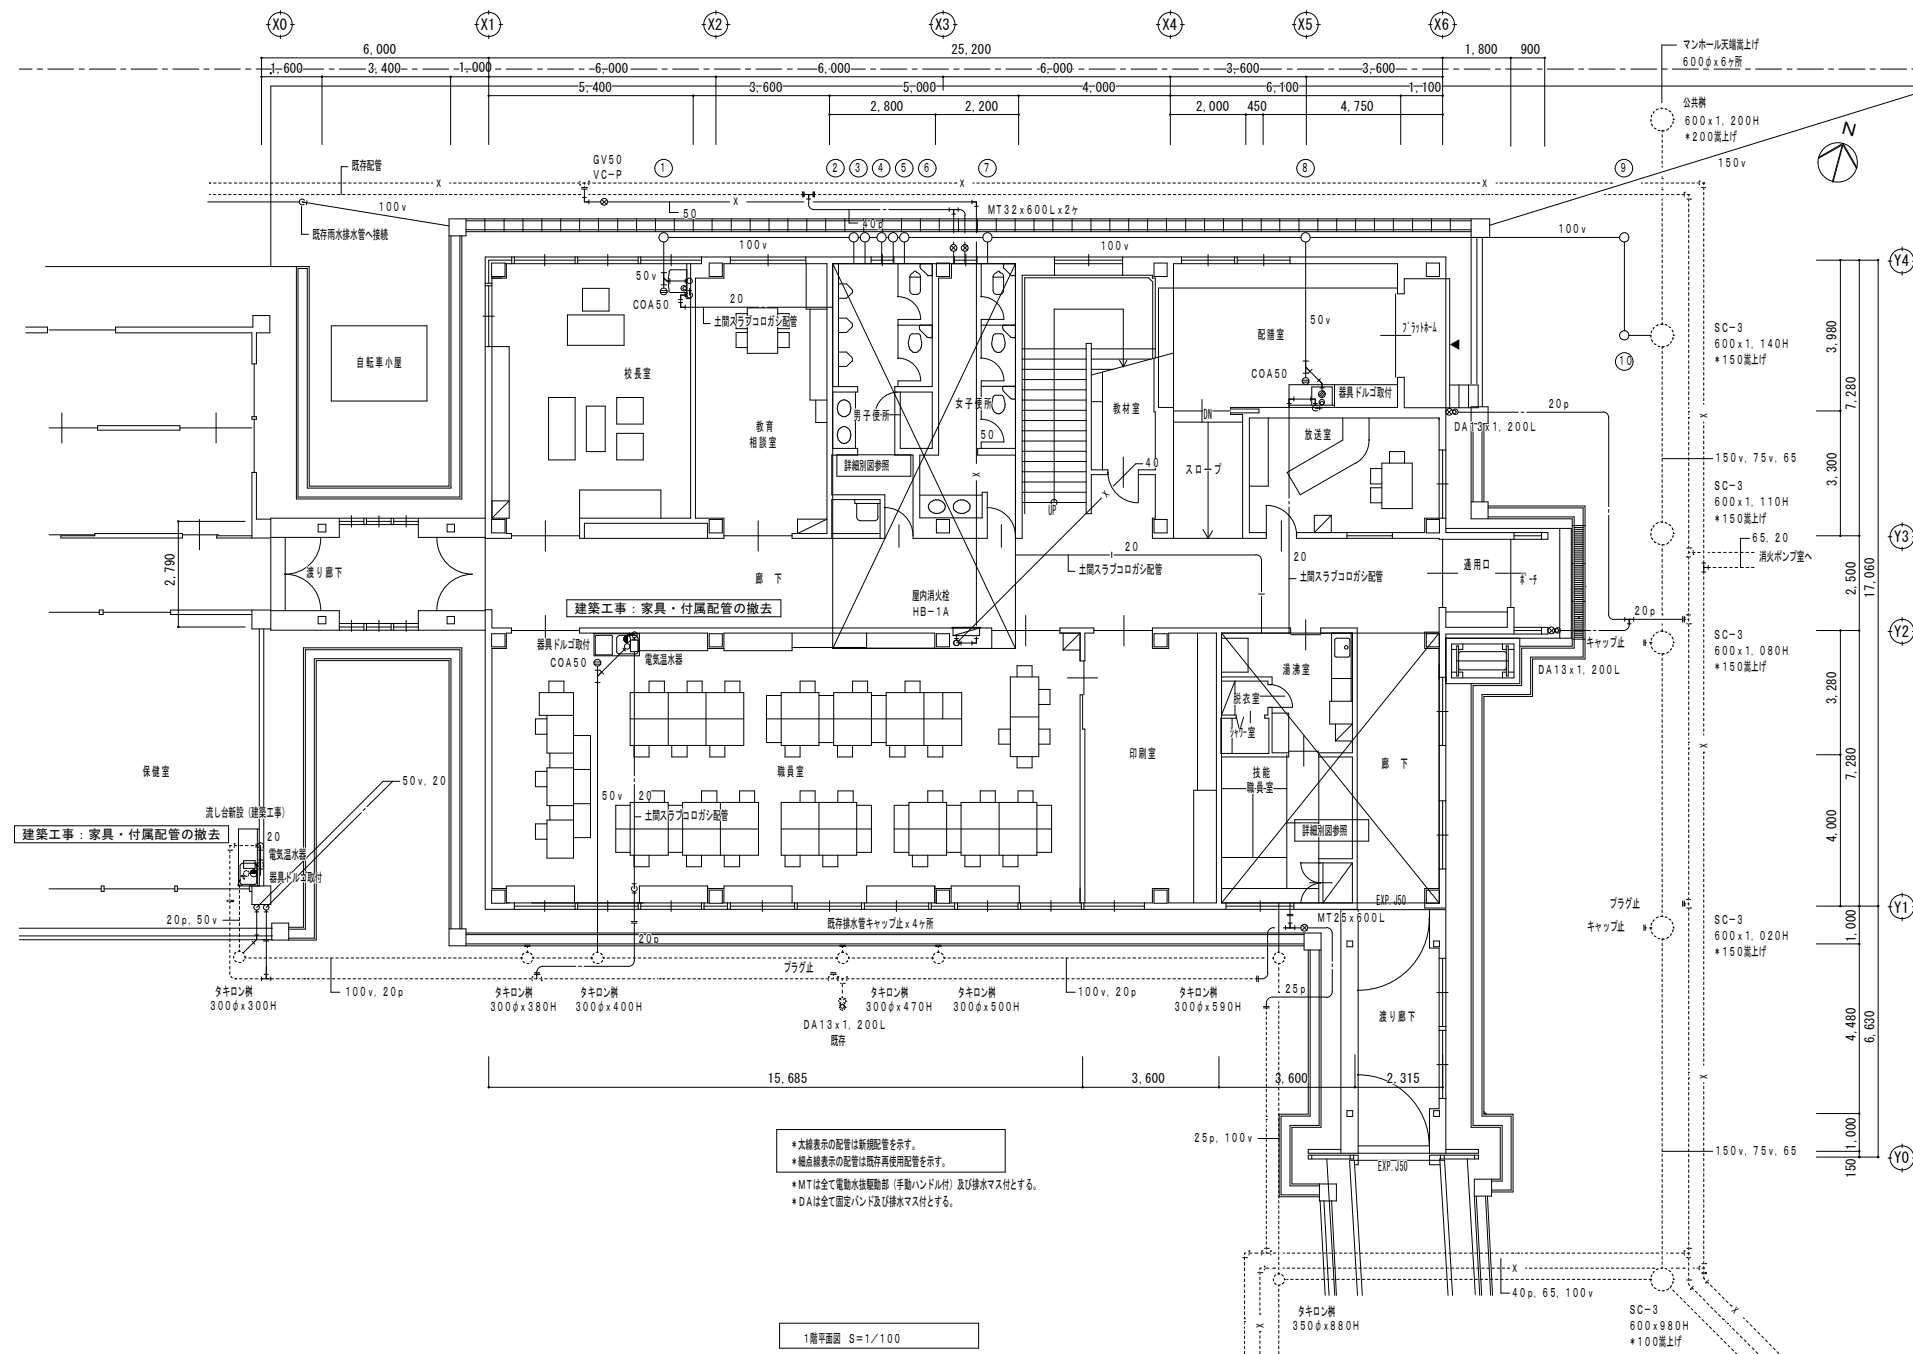 X0
X1
X2
X3
X4
X5
X6
6,000
25,200
1,800
900
1,600
3,400
1,000
6,000
6,000
6,000
3,600
3,600
5,400
3,600
5,000
4,000
6,100
1,100
2,800
2,200
2,000
450
4,750
マンホール天端嵩上げ
600φx6ヶ所
公共桝
600x1,200H
*200嵩上げ
N
150v
既存配管
GV50
VC-P
①
②
③
④
⑤
⑥
⑦
⑧
⑨
x
x
x
x
100v
50
40p
MT32x600Lx2ケ
既存雨水排水管へ接続
100v
100v
100v
Y4
50v
COA50
20
土間スラブコロガシ配管
50v
配膳室
プラットホーム
自転車小屋
校長室
SC-3
600x1,140H
*150嵩上げ
⑩
3,980
7,280
COA50
器具ドルゴ取付
教育
相談室
男子便所
女子便所
教材室
DN
20p
DA13x1,200L
放送室
50
詳細別図参照
40
スロープ
150v,75v,65
SC-3
600x1,110H
*150嵩上げ
3,300
UP
x
x
Y3
65,20
消火ポンプ室へ
2,790
渡り廊下
廊 下
20
土間スラブコロガシ配管
20
土間スラブコロガシ配管
通用口
ポーチ
2,500
17,060
建築工事：家具・付属配管の撤去
屋内消火栓
HB-1A
20p
Y2
器具ドルゴ取付
COA50
電気温水器
キャップ止
SC-3
600x1,080H
*150嵩上げ
DA13x1,200L
湯沸室
脱衣室
シャワー室
3,280
印刷室
廊 下
職員室
技能
職員室
7,280
保健室
50v,20
50v
20
土間スラブコロガシ配管
詳細別図参照
4,000
流し台新設（建築工事）
建築工事：家具・付属配管の撤去
20
電気温水器
器具ドルゴ取付
EXP.J50
プラグ止
キャップ止
Y1
20p,50v
既存排水管キャップ止x4ヶ所
MT25x600L
SC-3
600x1,020H
*150嵩上げ
1,000
20p
プラグ止
タキロン桝
300φx300H
100v,20p
タキロン桝
300φx380H
タキロン桝
300φx400H
タキロン桝
300φx470H
タキロン桝
300φx500H
100v,20p
タキロン桝
300φx590H
25p
DA13x1,200L
既存
渡り廊下
4,480
6,630
15,685
3,600
3,600
2,315
25p,100v
*太線表示の配管は新規配管を示す。
*細点線表示の配管は既存再使用配管を示す。
*MTは全て電動水抜駆動部（手動ハンドル付）及び排水マス付とする。
*DAは全て固定バンド及び排水マス付とする。
EXP.J50
150v,75v,65
1,000
150
Y0
x
40p,65,100v
タキロン桝
350φx880H
SC-3
600x980H
*100嵩上げ
1階平面図 S=1/100